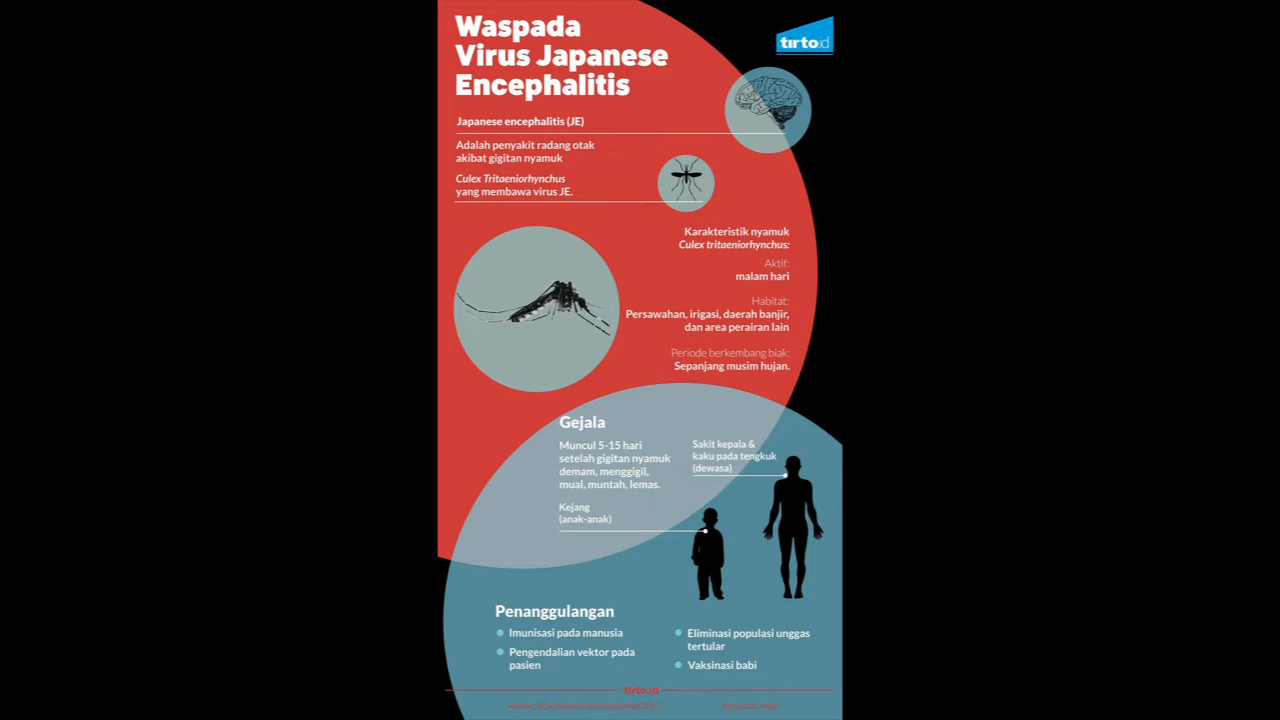 Waspada
Virus Japanese
Encephalitis
tirto.id
Japanese encephalitis (JE)
Adalah penyakit radang otak
akibat gigitan nyamuk
Culex Tritaeniorhynchus
yang membawa virus JE.
Karakteristik nyamuk
Culex tritaeniorhynchus:
Aktif:
malam hari
Habitat:
Persawahan, irigasi, daerah banjir,
dan area perairan lain
Periode berkembang biak:
Sepanjang musim hujan.
Gejala
Muncul 5-15 hari
setelah gigitan nyamuk
demam, menggigil,
mual, muntah, lemas.
Kejang
(anak-anak)
Sakit kepala &
kaku pada tengkuk
(dewasa)
Penanggulangan
Imunisasi pada manusia
Pengendalian vektor pada
pasien
Eliminasi populasi unggas
tertular
Vaksinasi babi
tirto.id